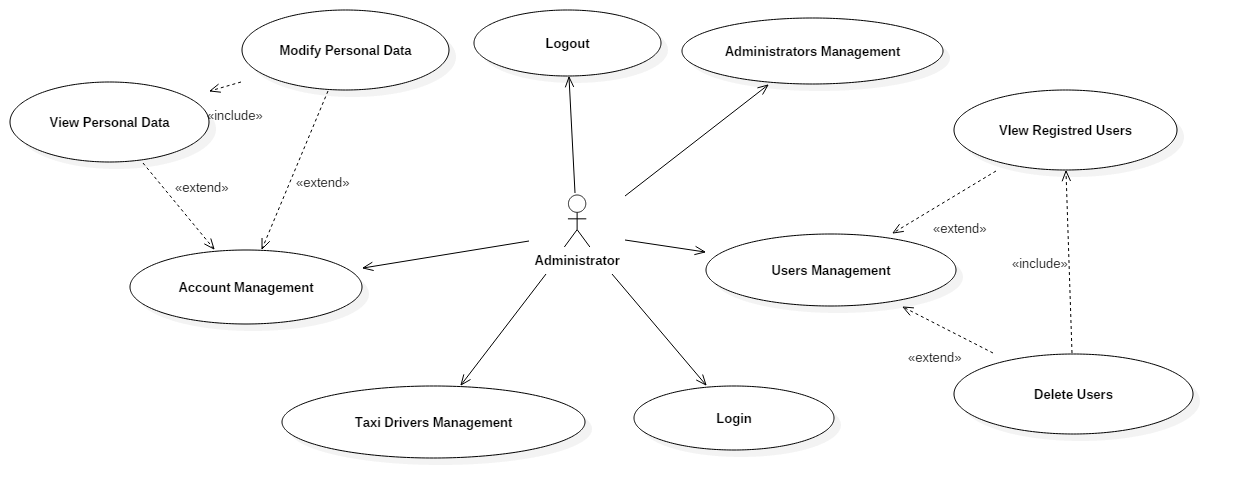 Modify Personal Data
Logout
Administrators Management
View Personal Data
«include»
VIew Registred Users
«extend»
«extend»
«extend»
Administrator
«include»
Users Management
Account Management
«extend»
Delete Users
Taxi Drivers Management
Login